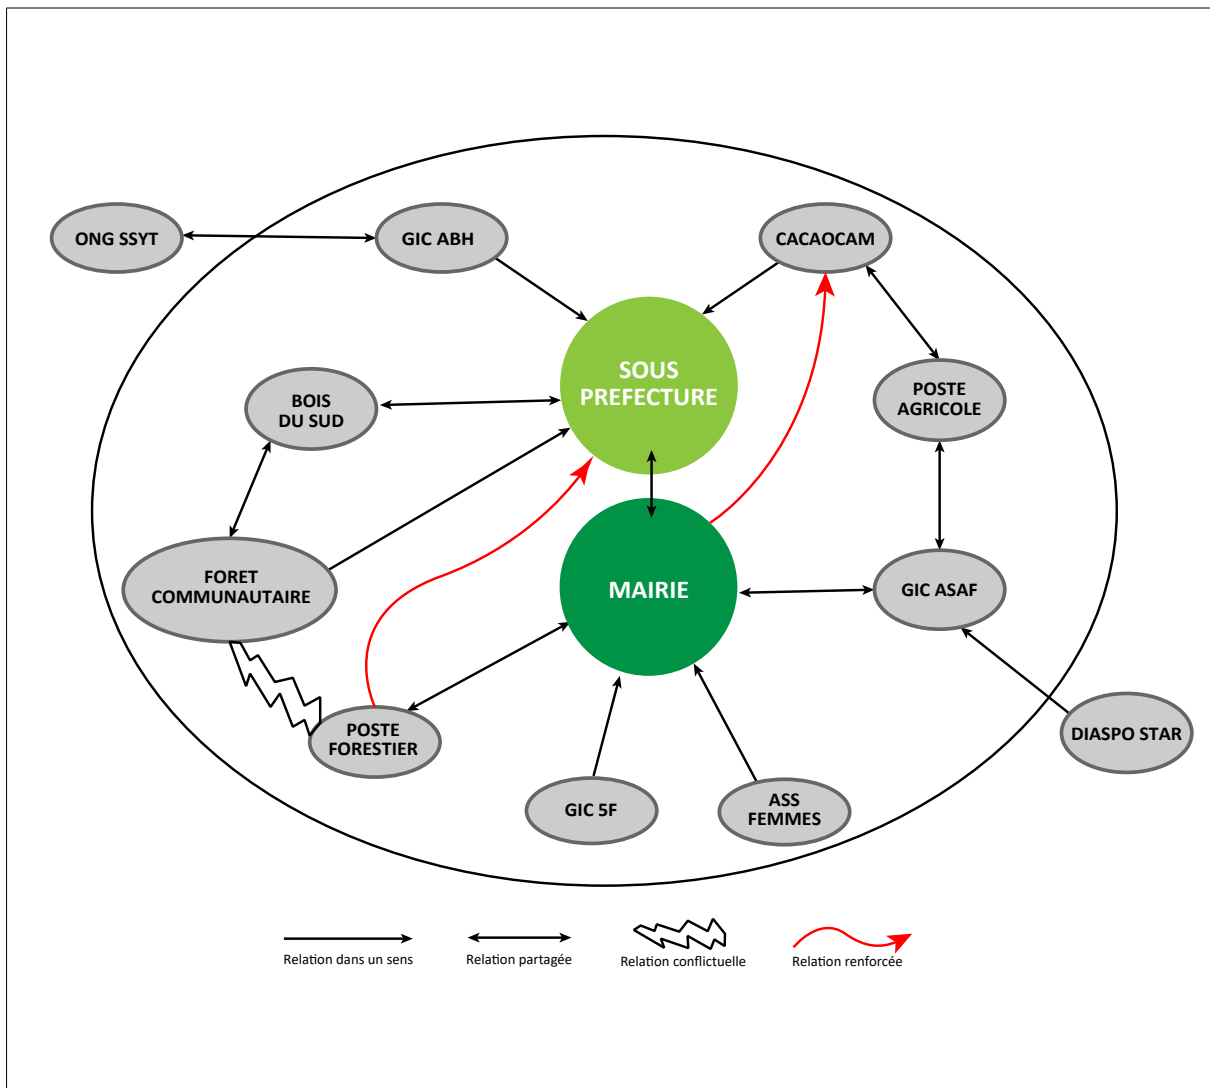 ONG SSYT
GIC ABH
CACAOCAM
SOUS
PREFECTURE
BOIS
DU SUD
POSTE
AGRICOLE
FORET
COMMUNAUTAIRE
MAIRIE
GIC ASAF
POSTE
FORESTIER
DIASPO STAR
GIC 5F
ASS
FEMMES
Relation dans un sens
Relation partagée
Relation conflictuelle
Relation renforcée